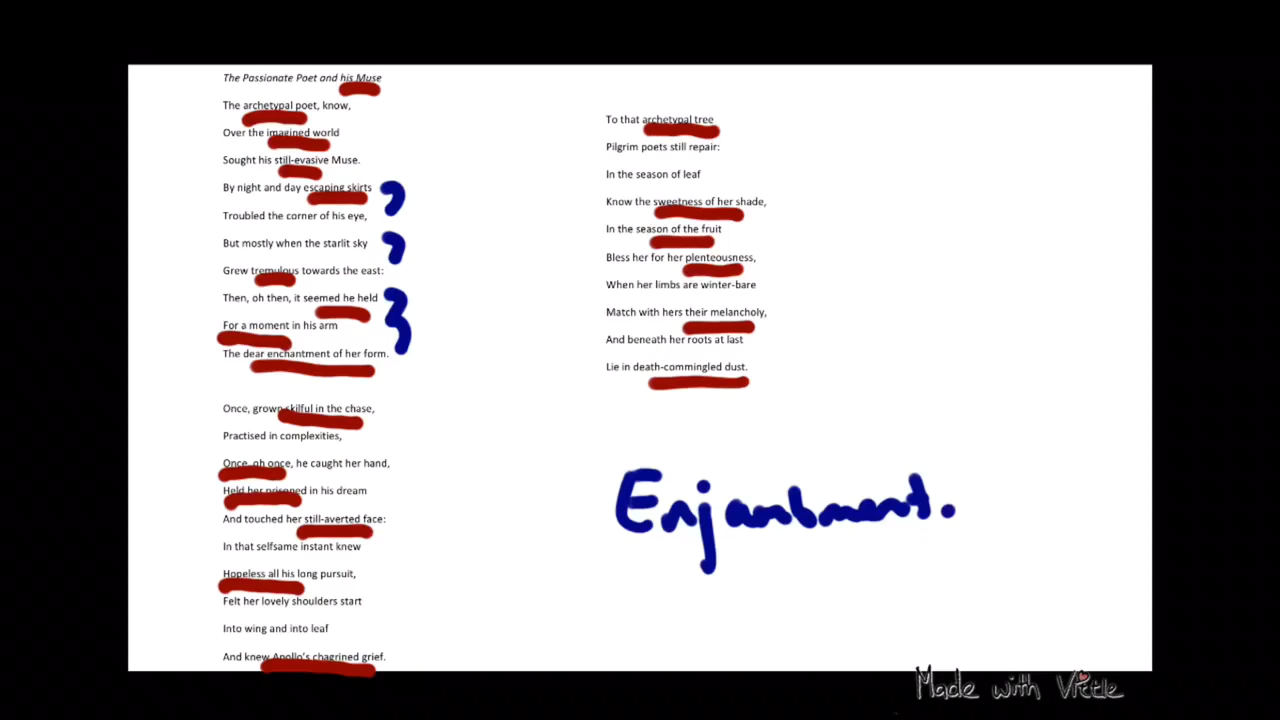 The Passionate Poet and his Muse
The archetypal poet, know,
Over the imagined world
Sought his still-evasive Muse.
By night and day escaping skirts
Troubled the corner of his eye,
But mostly when the starlit sky
Grew tremulous towards the east:
Then, oh then, it seemed he held
For a moment in his arm
The dear enchantment of her form.
Once, grown skilful in the chase,
Practised in complexities,
Once, oh once, he caught her hand,
Held her prisoned in his dream
And touched her still-averted face:
In that selfsame instant knew
Hopeless all his long pursuit,
Felt her lovely shoulders start
Into wing and into leaf
And knew Apollo's chagrined grief.
To that archetypal tree
Pilgrim poets still repair:
In the season of leaf
Know the sweetness of her shade,
In the season of the fruit
Bless her for her plenteousness,
When her limbs are winter-bare
Match with hers their melancholy,
And beneath her roots at last
Lie in death-commingled dust.
Enjambment.
Made with Vittle